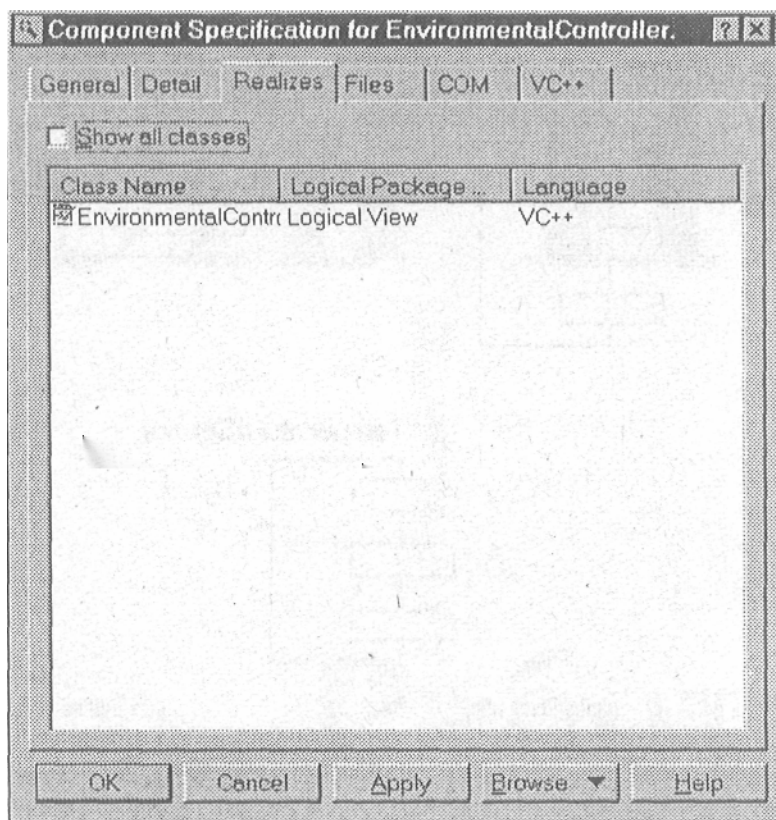 Component Specification for EnvironmentalController.
General Detail Realizes Files COM VC++
Show all classes
Class Name Logical Package ... Language
EnvironmentalContr Logical View VC++
OK Cancel Apply Browse Help